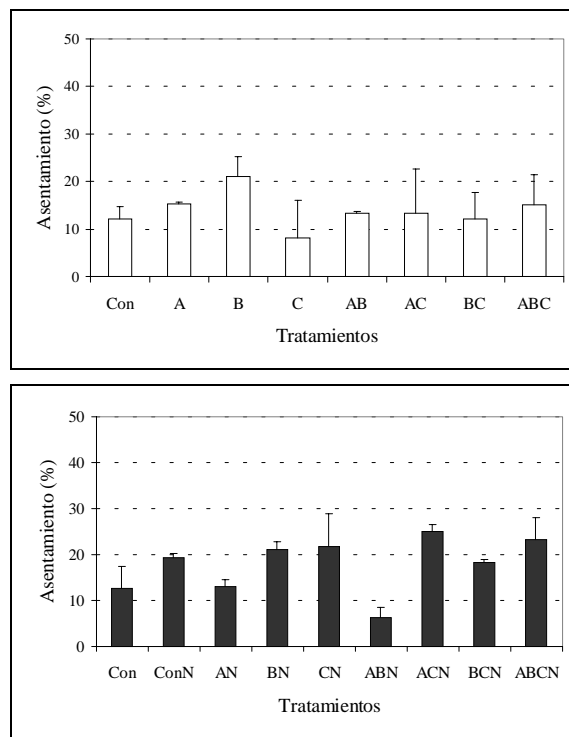 50
40
30
20
10
0
Asentamiento (%)
Con A B C AB AC BC ABC
Tratamientos
50
40
30
20
10
0
Asentamiento (%)
Con ConN AN BN CN ABN ACN BCN ABCN
Tratamientos